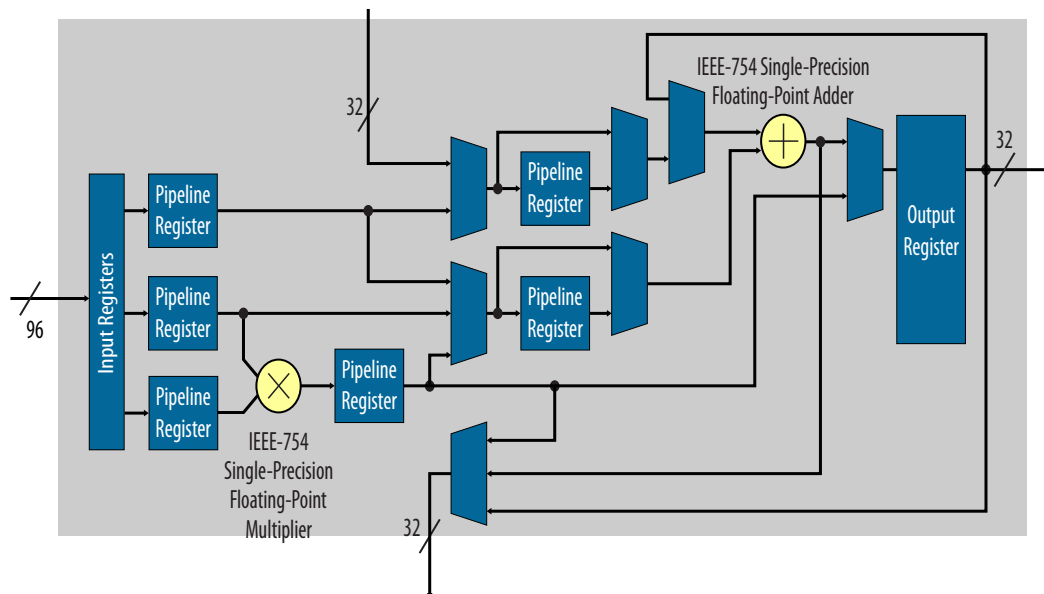 IEEE-754 Single-Precision
Floating-Point Adder
32
32
Pipeline
Register
Pipeline
Register
Output
Register
Input Registers
96
Pipeline
Register
Pipeline
Register
Pipeline
Register
Pipeline
Register
IEEE-754
Single-Precision
Floating-Point
Multiplier
32